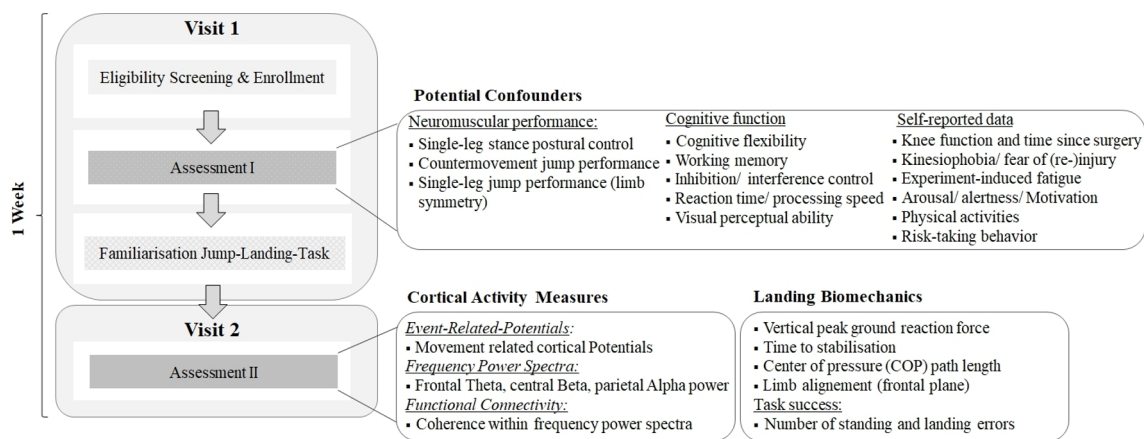 1 Week
Visit 1
Eligibility Screening & Enrollment
Assessment I
Familiarisation Jump-Landing-Task
Visit 2
Assessment II
Potential Confounders
Neuromuscular performance:
▪ Single-leg stance postural control
▪ Countermovement jump performance
▪ Single-leg jump performance (limb
symmetry)
Cognitive function
▪ Cognitive flexibility
▪ Working memory
▪ Inhibition/ interference control
▪ Reaction time/ processing speed
▪ Visual perceptual ability
Self-reported data
▪ Knee function and time since surgery
▪ Kinesiophobia/ fear of (re-)injury
▪ Experiment-induced fatigue
▪ Arousal/ alertness/ Motivation
▪ Physical activities
▪ Risk-taking behavior
Cortical Activity Measures
Event-Related-Potentials:
▪ Movement related cortical Potentials
Frequency Power Spectra:
▪ Frontal Theta, central Beta, parietal Alpha power
Functional Connectivity:
▪ Coherence within frequency power spectra
Landing Biomechanics
▪ Vertical peak ground reaction force
▪ Time to stabilisation
▪ Center of pressure (COP) path length
▪ Limb alignement (frontal plane)
Task success:
▪ Number of standing and landing errors